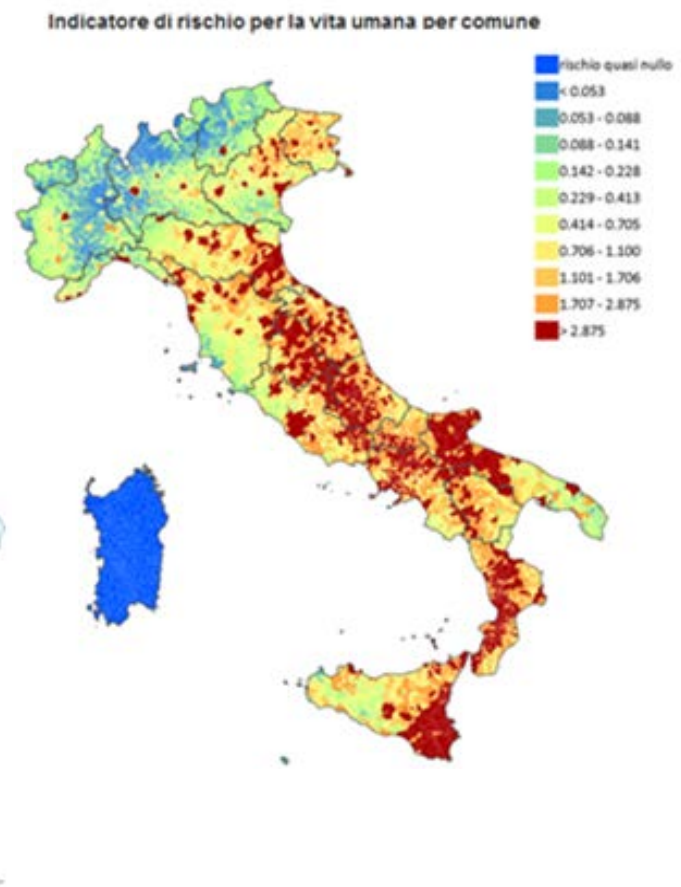 Indicatore di rischio per la vita umana per comune
rischio quasi nullo
< 0.053
0.053 - 0.088
0.088 - 0.141
0.142 - 0.228
0.229 - 0.413
0.414 - 0.705
0.706 - 1.100
1.101 - 1.706
1.707 - 2.875
> 2.875